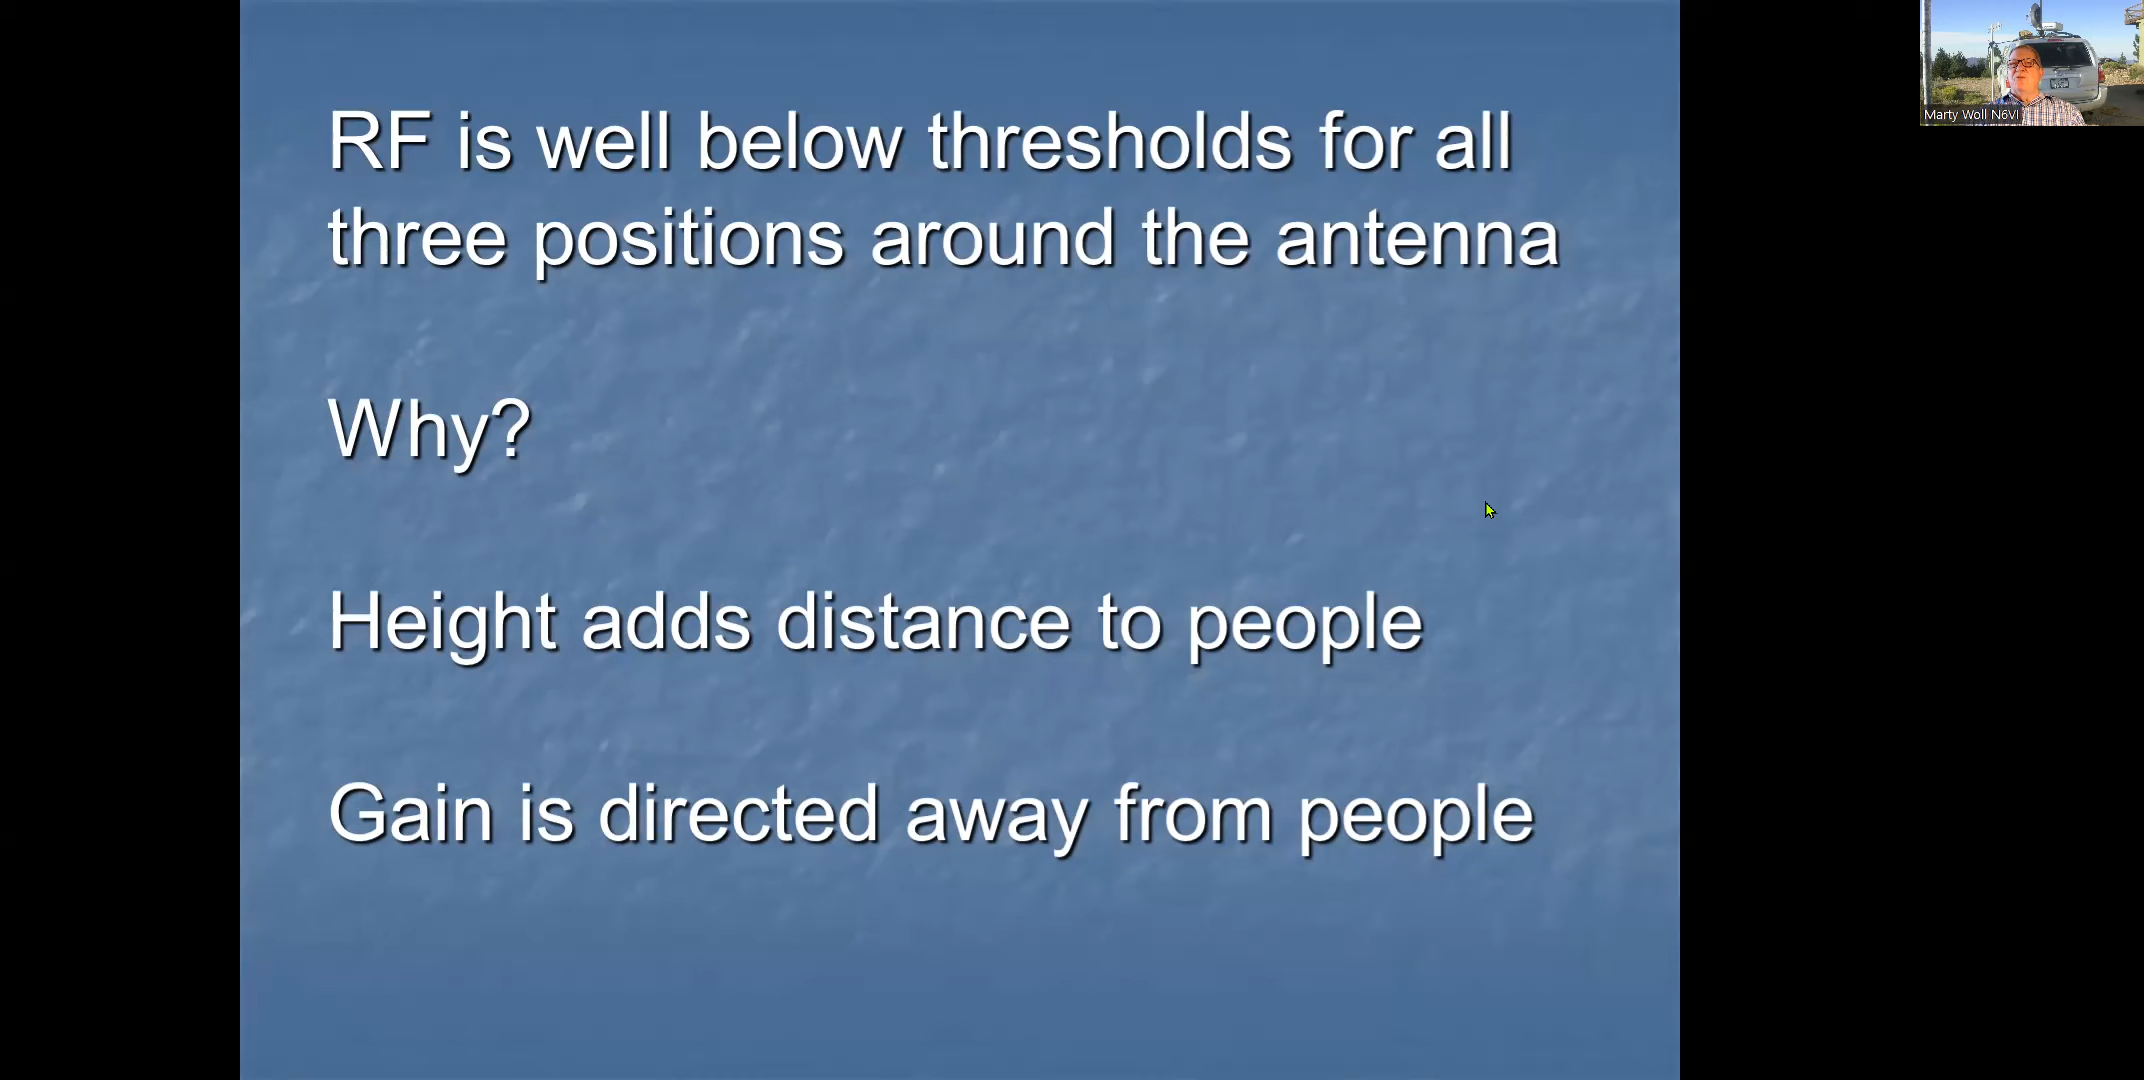 RF is well below thresholds for all
three positions around the antenna
Why?
Height adds distance to people
Gain is directed away from people
Marty Woll N6VI